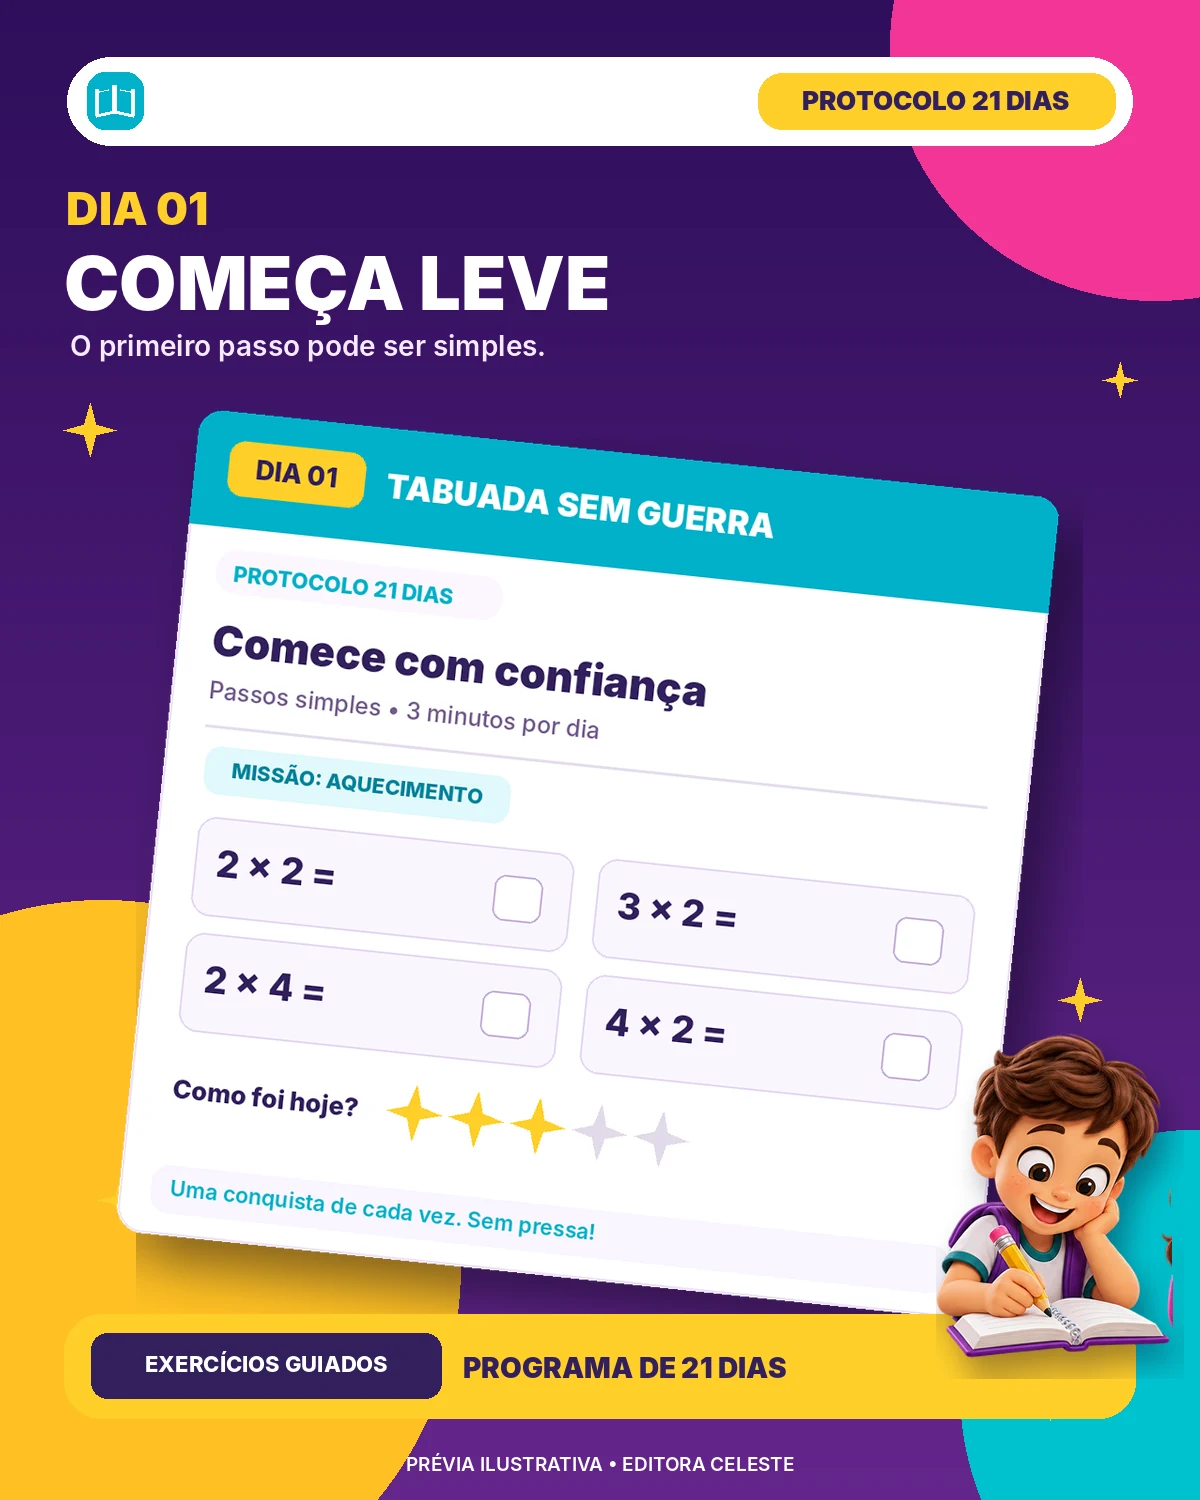 PROTOCOLO 21 DIAS
DIA 01
COMEÇA LEVE
O primeiro passo pode ser simples.
DIA 01
TABUADA SEM GUERRA
PROTOCOLO 21 DIAS
Comece com confiança
Passos simples • 3 minutos por dia
MISSÃO: AQUECIMENTO
2 × 2 =
3 × 2 =
2 × 4 =
4 × 2 =
Como foi hoje?
Uma conquista de cada vez. Sem pressa!
EXERCÍCIOS GUIADOS
PROGRAMA DE 21 DIAS
PRÉVIA ILUSTRATIVA • EDITORA CELESTE